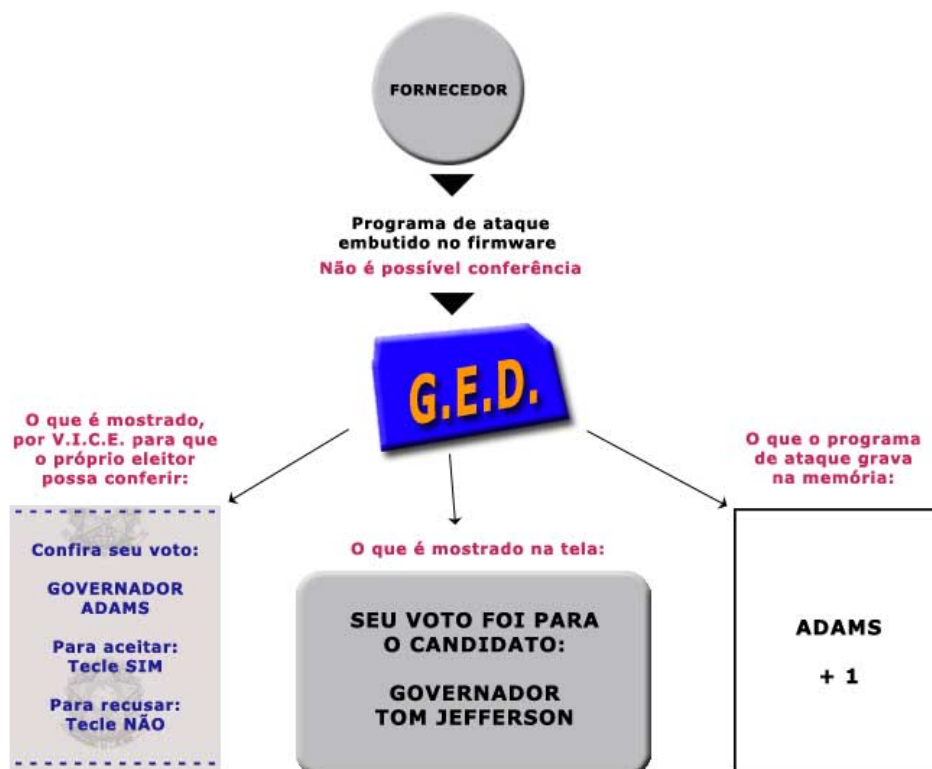 FORNECEDOR
Programa de ataque
embutido no firmware
Não é possível conferência
G.E.D.
O que é mostrado,
por V.I.C.E. para que
o próprio eleitor
possa conferir:
Confira seu voto:
GOVERNADOR
ADAMS
Para aceitar:
Tecle SIM
Para recusar:
Tecle NÃO
O que é mostrado na tela:
SEU VOTO FOI PARA
O CANDIDATO:
GOVERNADOR
TOM JEFFERSON
O que o programa
de ataque grava
na memória:
ADAMS
+ 1